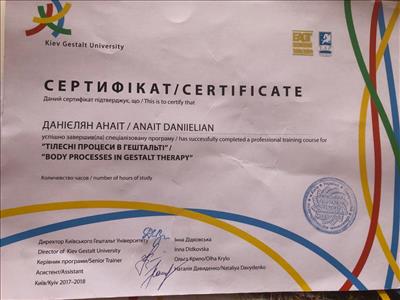 Kiev Gestalt University
EAGT
СЕРТИФІКАТ/CERTIFICATE
Даний сертифікат підтверджує, що / This is to certify that
ДАНІЕЛЯН АНАІТ / ANAIT DANIIELIAN
успішно завершив(ла) спеціалізовану програму / has successfully completed a professional training course for
"ТІЛЕСНІ ПРОЦЕСИ В ГЕШТАЛЬТІ" /
"BODY PROCESSES IN GESTALT THERAPY"
Количество часов / number of hours of study
Директор Київського Гештальт Університету
Director of Kiev Gestalt University
Керівник програми/Senior Trainer
Асистент/Assistant
Київ/Kyiv 2017-2018
Інна Дідковська
Inna Didkovska
Ольга Крило/Olha Krylo
Наталія Давиденко/Nataliya Davydenko